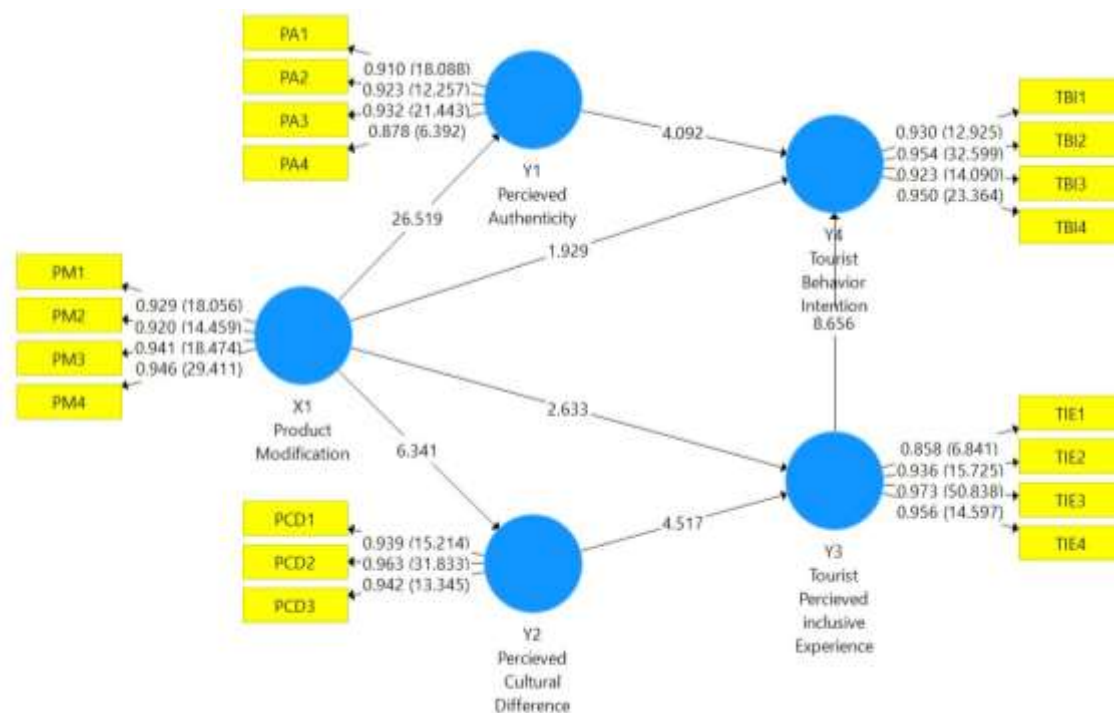 PA1
PA2
PA3
PA4
0.910 (18.088)
0.923 (12.257)
0.932 (21.443)
0.878 (6.392)
Y1
Percieved
Authenticity
4.092
TBI1
TBI2
TBI3
TBI4
0.930 (12.925)
0.954 (32.599)
0.923 (14.090)
0.950 (23.364)
Y4
Tourist
Behavior
Intention
8.656
26.519
1.929
PM1
PM2
PM3
PM4
0.929 (18.056)
0.920 (14.459)
0.941 (18.474)
0.946 (29.411)
X1
Product
Modification
2.633
6.341
PCD1
PCD2
PCD3
0.939 (15.214)
0.963 (31.833)
0.942 (13.345)
Y2
Percieved
Cultural
Difference
4.517
TIE1
TIE2
TIE3
TIE4
0.858 (6.841)
0.936 (15.725)
0.973 (50.838)
0.956 (14.597)
Y3
Tourist
Percieved
inclusive
Experience